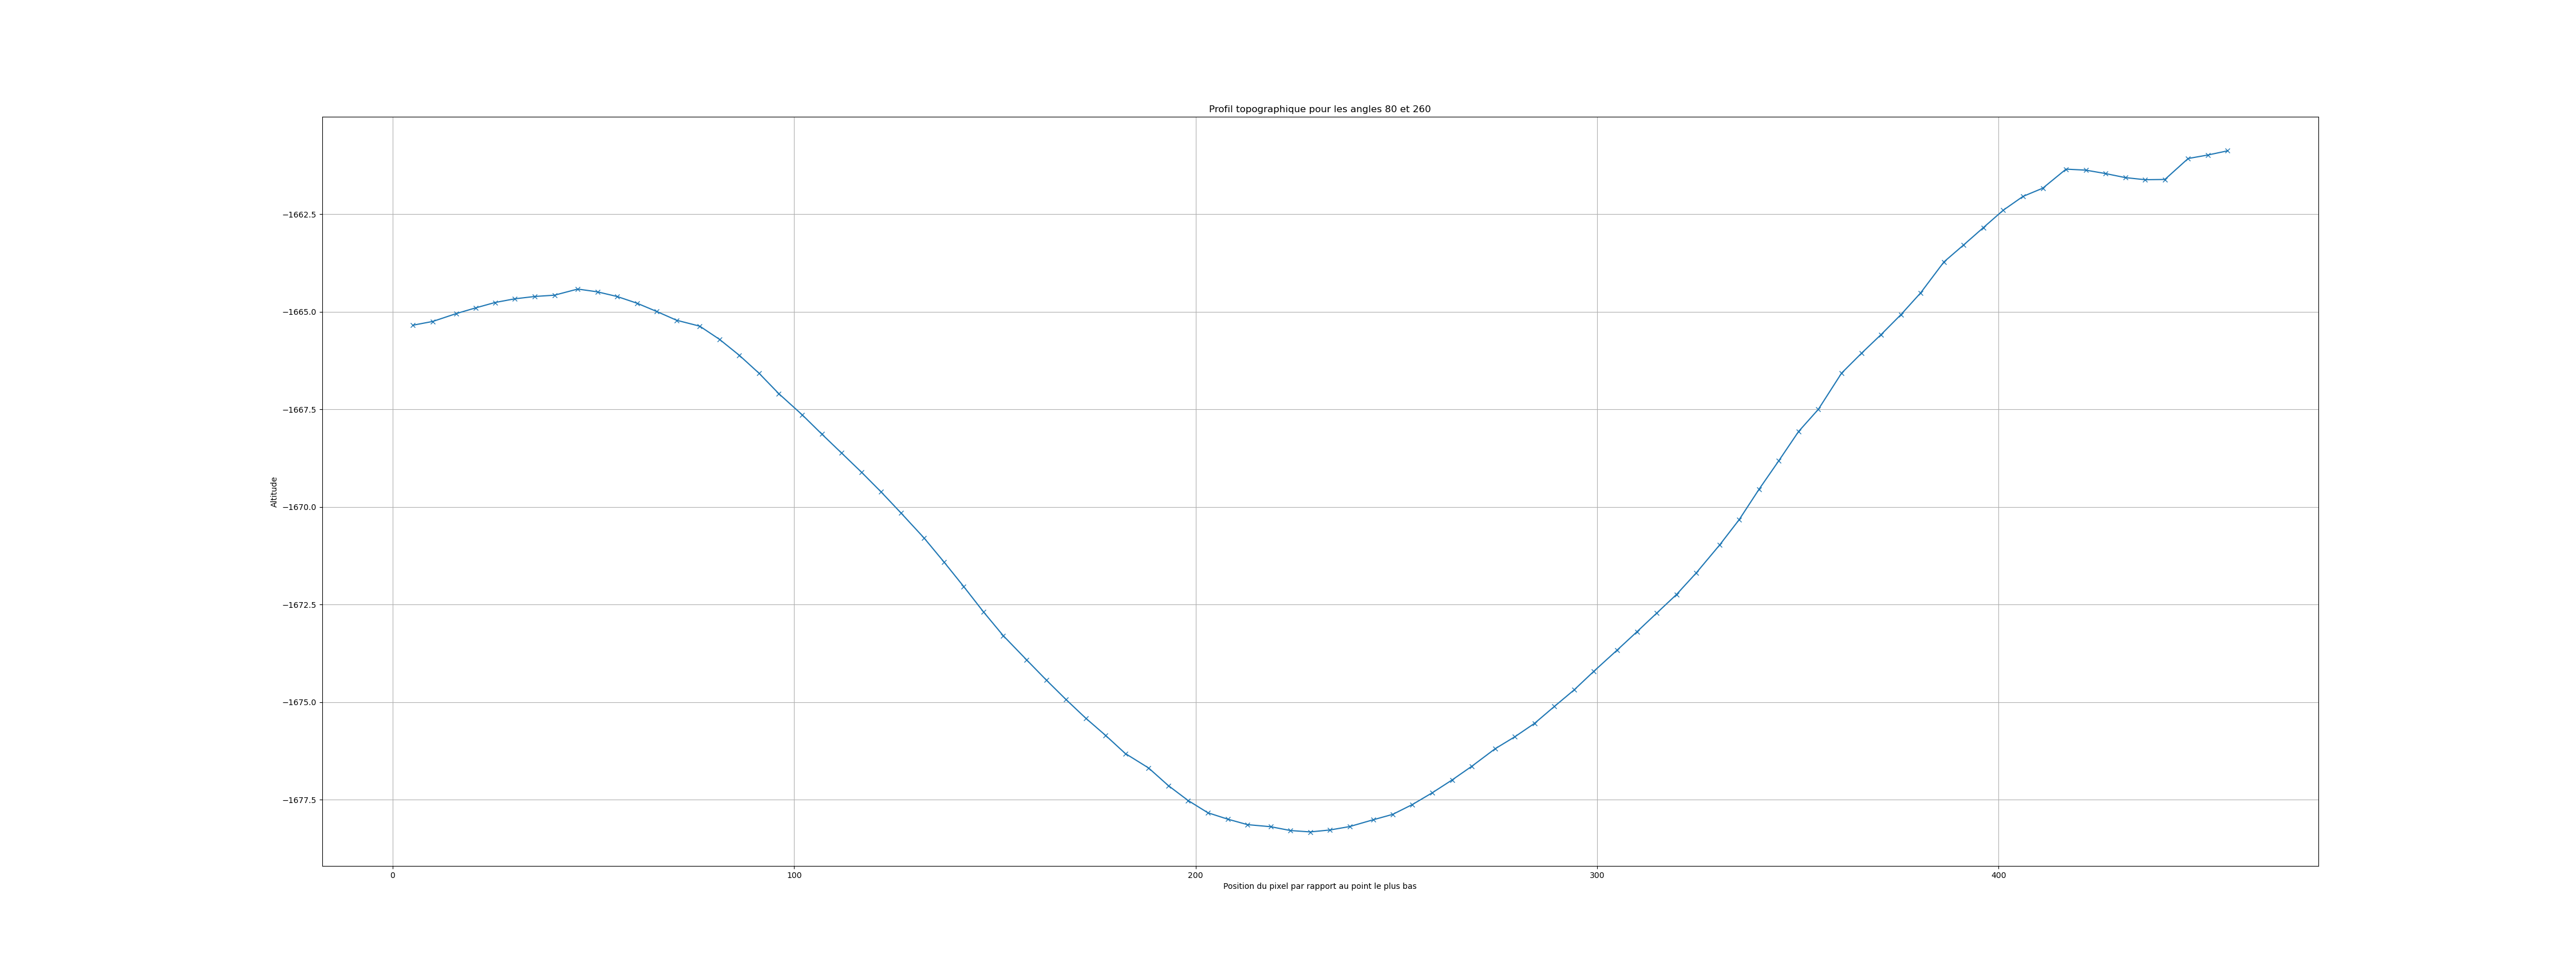 Profil topographique pour les angles 80 et 260
−1662.5
−1665.0
−1667.5
−1670.0
−1672.5
−1675.0
−1677.5
Altitude
0 100 200 300 400
Position du pixel par rapport au point le plus bas